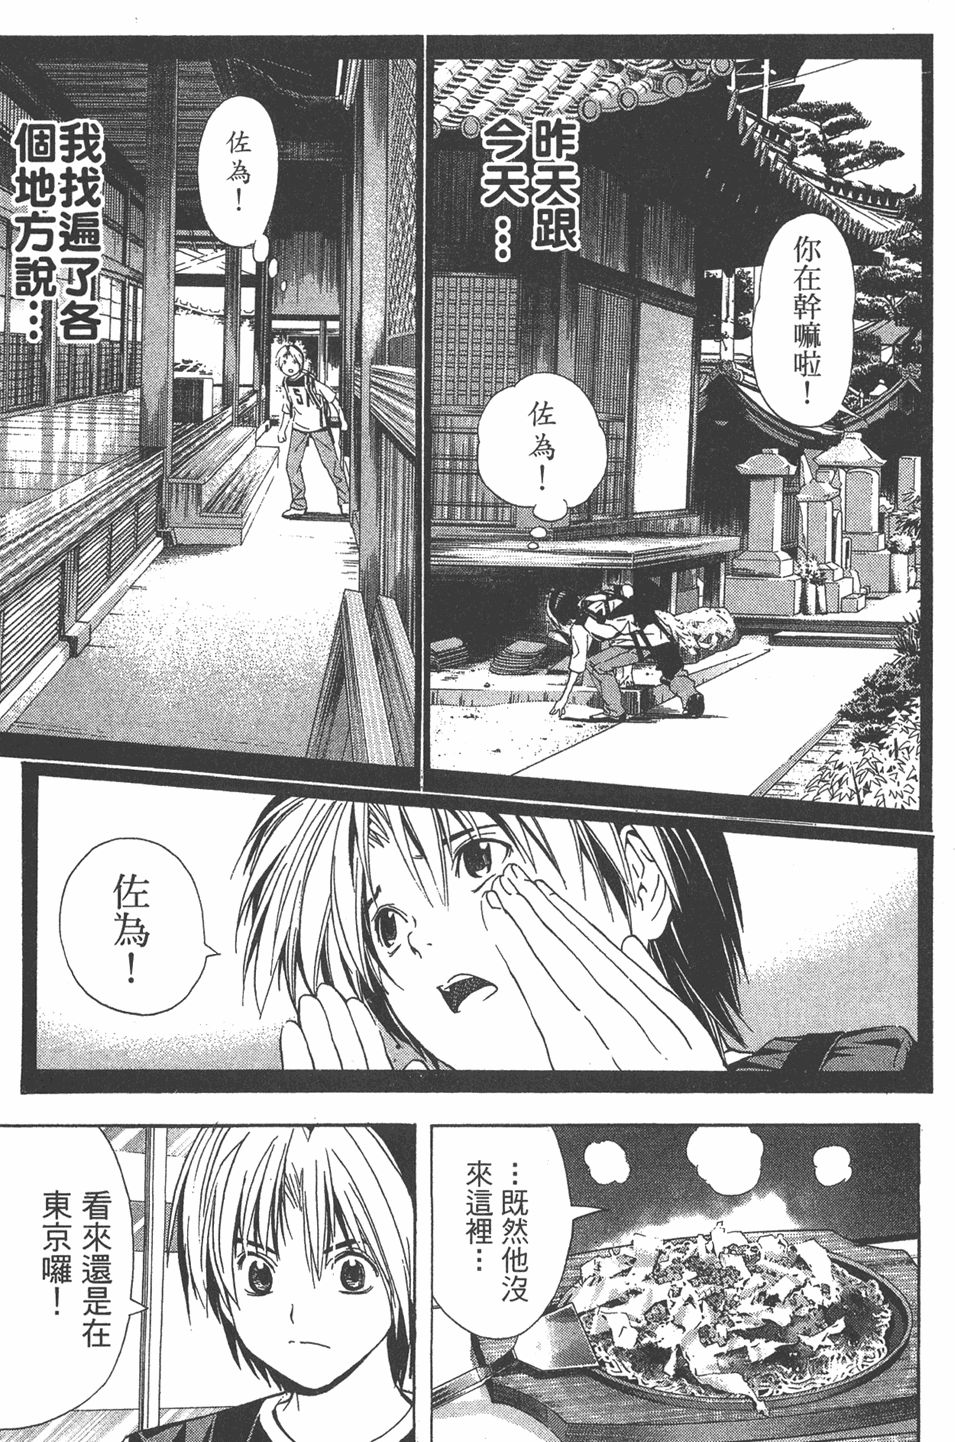 昨天跟
今天…
你在幹嘛啦！
佐為！
佐為！
我找遍了各
個地方說…
佐為！
…既然他沒
來這裡…
看來還是在
東京囉！
5